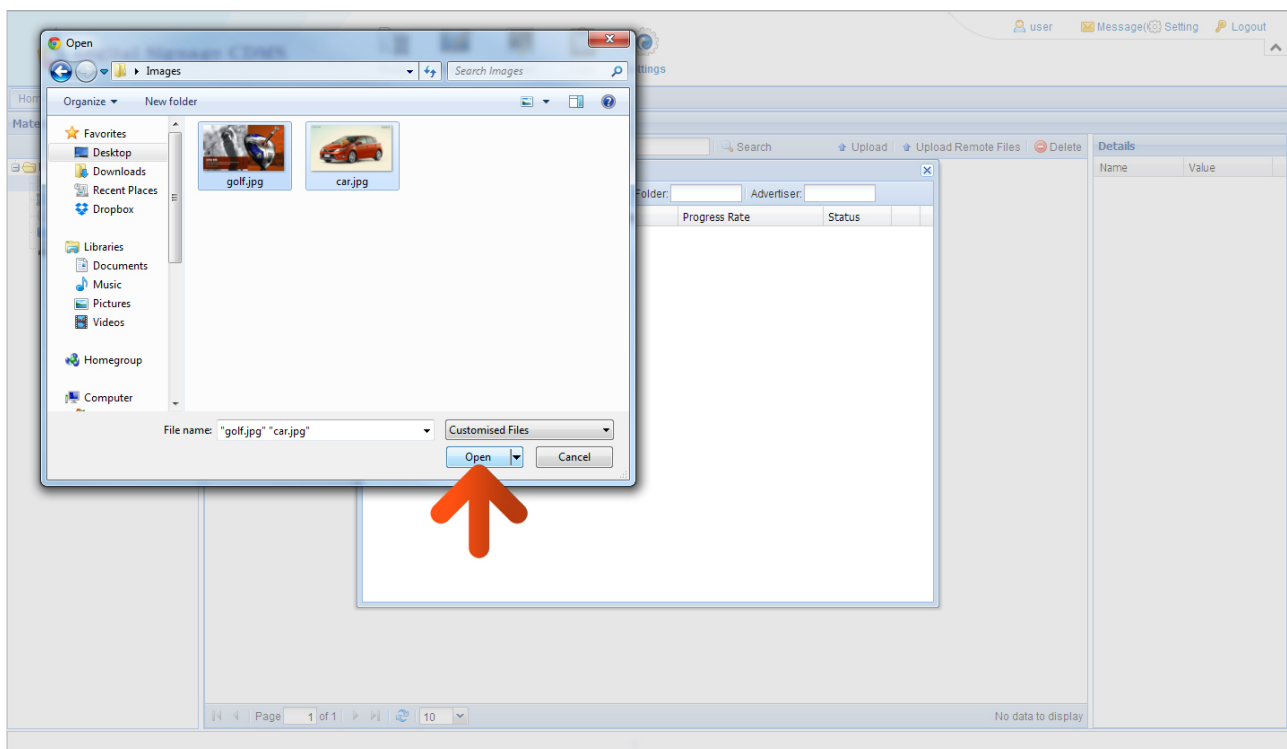 Open
user Message( Setting Logout
Images
Search Images
ttings
Organize New folder
Hom
Mate
Favorites
Desktop
Downloads
Recent Places
Dropbox
Libraries
Documents
Music
Pictures
Videos
Homegroup
Computer
golf.jpg car.jpg
File name: "golf.jpg" "car.jpg"
Customised Files
Open Cancel
Search Upload Upload Remote Files Delete
Folder: Advertiser:
Progress Rate Status
Details
Name Value
Page 1 of 1 10
No data to display